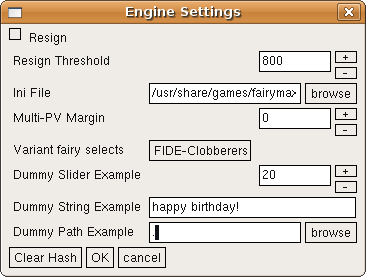 Engine Settings
Resign
Resign Threshold 800 + -
Ini File /usr/share/games/fairymax browse
Multi-PV Margin 0 + -
Variant fairy selects FIDE-Clobberers
Dummy Slider Example 20 + -
Dummy String Example happy birthday!
Dummy Path Example . browse
Clear Hash OK cancel